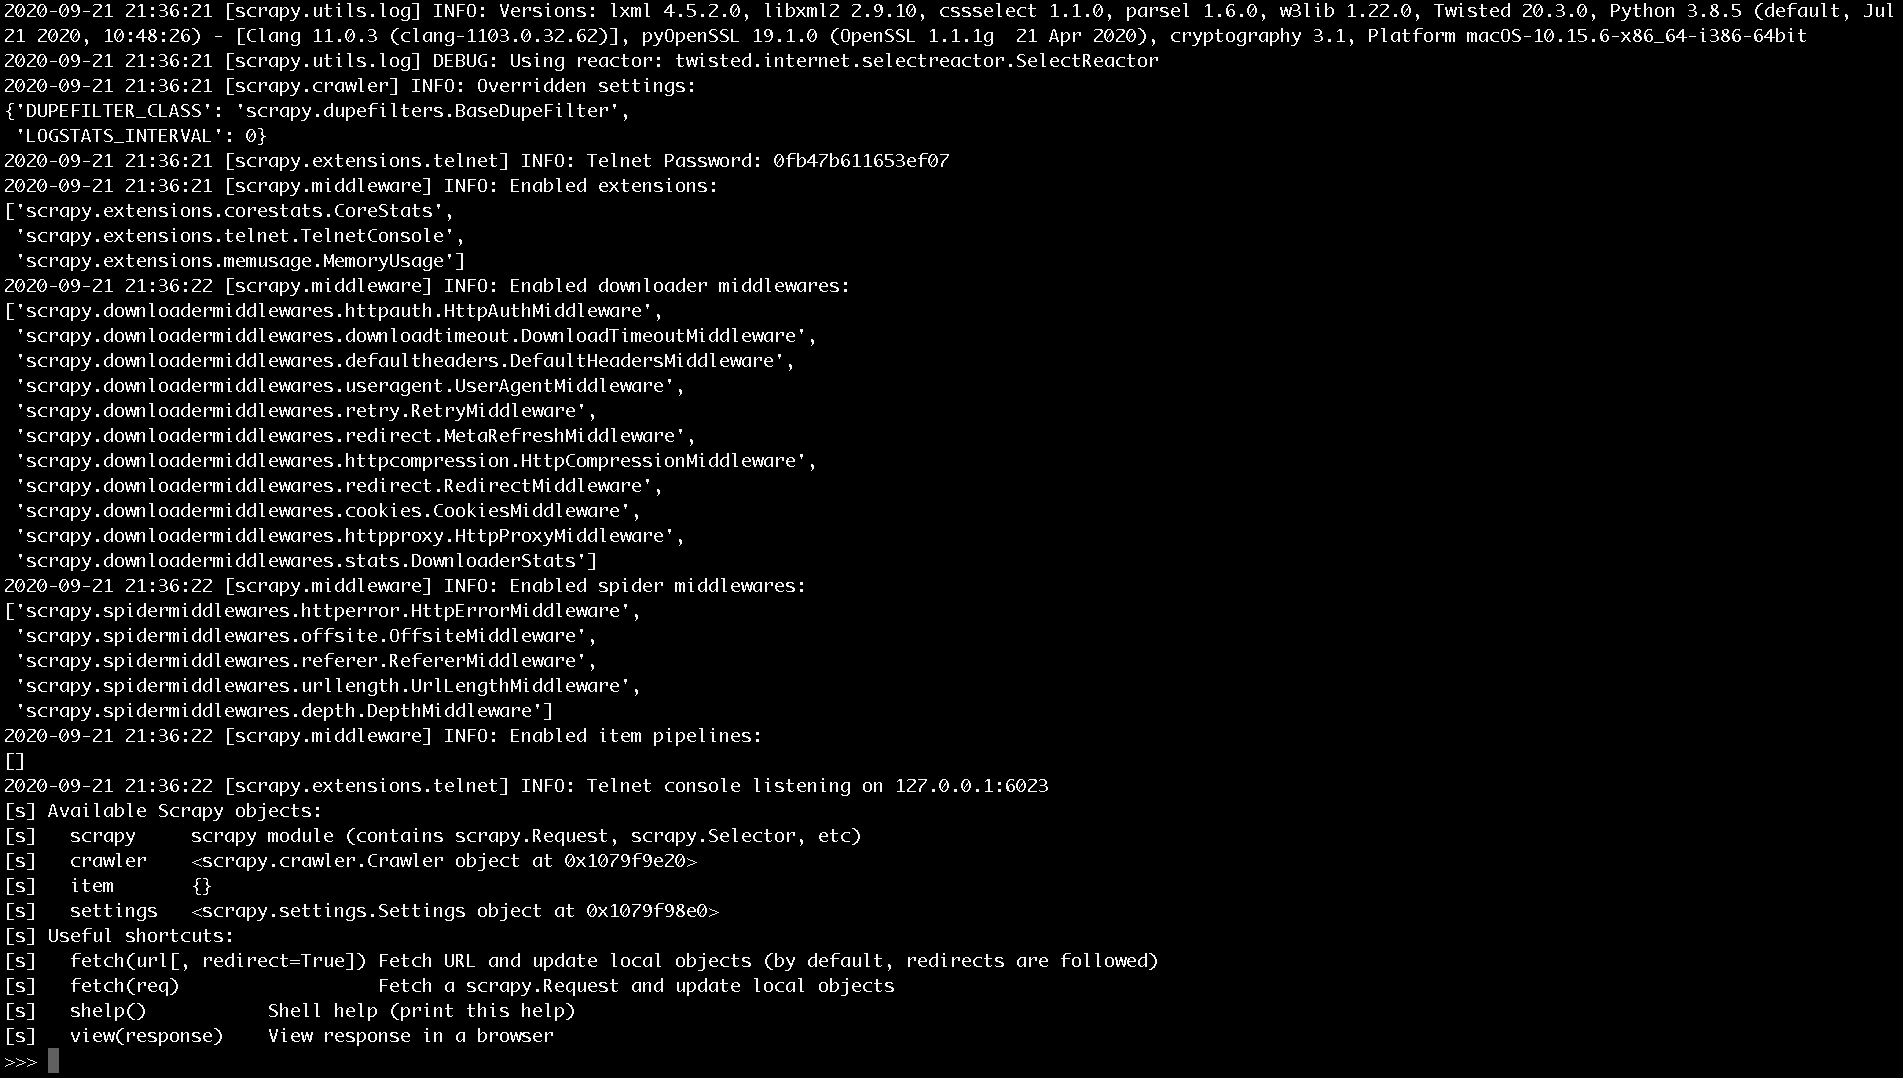 2020-09-21 21:36:21 [scrapy.utils.log] INFO: Versions: lxml 4.5.2.0, libxml2 2.9.10, cssselect 1.1.0, parsel 1.6.0, w3lib 1.22.0, Twisted 20.3.0, Python 3.8.5 (default, Jul
21 2020, 10:48:26) - [Clang 11.0.3 (clang-1103.0.32.62)], pyOpenSSL 19.1.0 (OpenSSL 1.1.1g  21 Apr 2020), cryptography 3.1, Platform macOS-10.15.6-x86_64-i386-64bit
2020-09-21 21:36:21 [scrapy.utils.log] DEBUG: Using reactor: twisted.internet.selectreactor.SelectReactor
2020-09-21 21:36:21 [scrapy.crawler] INFO: Overridden settings:
{'DUPEFILTER_CLASS': 'scrapy.dupefilters.BaseDupeFilter',
 'LOGSTATS_INTERVAL': 0}
2020-09-21 21:36:21 [scrapy.extensions.telnet] INFO: Telnet Password: 0fb47b611653ef07
2020-09-21 21:36:21 [scrapy.middleware] INFO: Enabled extensions:
['scrapy.extensions.corestats.CoreStats',
 'scrapy.extensions.telnet.TelnetConsole',
 'scrapy.extensions.memusage.MemoryUsage']
2020-09-21 21:36:22 [scrapy.middleware] INFO: Enabled downloader middlewares:
['scrapy.downloadermiddlewares.httpauth.HttpAuthMiddleware',
 'scrapy.downloadermiddlewares.downloadtimeout.DownloadTimeoutMiddleware',
 'scrapy.downloadermiddlewares.defaultheaders.DefaultHeadersMiddleware',
 'scrapy.downloadermiddlewares.useragent.UserAgentMiddleware',
 'scrapy.downloadermiddlewares.retry.RetryMiddleware',
 'scrapy.downloadermiddlewares.redirect.MetaRefreshMiddleware',
 'scrapy.downloadermiddlewares.httpcompression.HttpCompressionMiddleware',
 'scrapy.downloadermiddlewares.redirect.RedirectMiddleware',
 'scrapy.downloadermiddlewares.cookies.CookiesMiddleware',
 'scrapy.downloadermiddlewares.httpproxy.HttpProxyMiddleware',
 'scrapy.downloadermiddlewares.stats.DownloaderStats']
2020-09-21 21:36:22 [scrapy.middleware] INFO: Enabled spider middlewares:
['scrapy.spidermiddlewares.httperror.HttpErrorMiddleware',
 'scrapy.spidermiddlewares.offsite.OffsiteMiddleware',
 'scrapy.spidermiddlewares.referer.RefererMiddleware',
 'scrapy.spidermiddlewares.urllength.UrlLengthMiddleware',
 'scrapy.spidermiddlewares.depth.DepthMiddleware']
2020-09-21 21:36:22 [scrapy.middleware] INFO: Enabled item pipelines:
[]
2020-09-21 21:36:22 [scrapy.extensions.telnet] INFO: Telnet console listening on 127.0.0.1:6023
[s] Available Scrapy objects:
[s]   scrapy     scrapy module (contains scrapy.Request, scrapy.Selector, etc)
[s]   crawler    <scrapy.crawler.Crawler object at 0x1079f9e20>
[s]   item       {}
[s]   settings   <scrapy.settings.Settings object at 0x1079f98e0>
[s] Useful shortcuts:
[s]   fetch(url[, redirect=True]) Fetch URL and update local objects (by default, redirects are followed)
[s]   fetch(req)                  Fetch a scrapy.Request and update local objects
[s]   shelp()           Shell help (print this help)
[s]   view(response)    View response in a browser
>>>